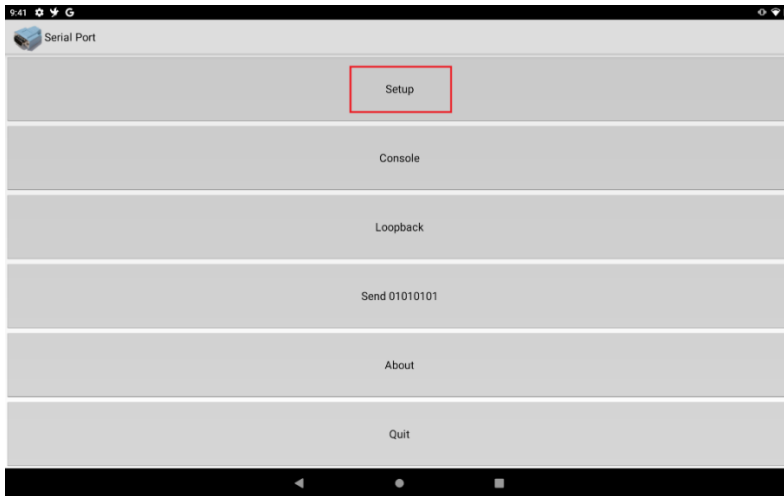 9:41 G
Serial Port
Setup
Console
Loopback
Send 01010101
About
Quit